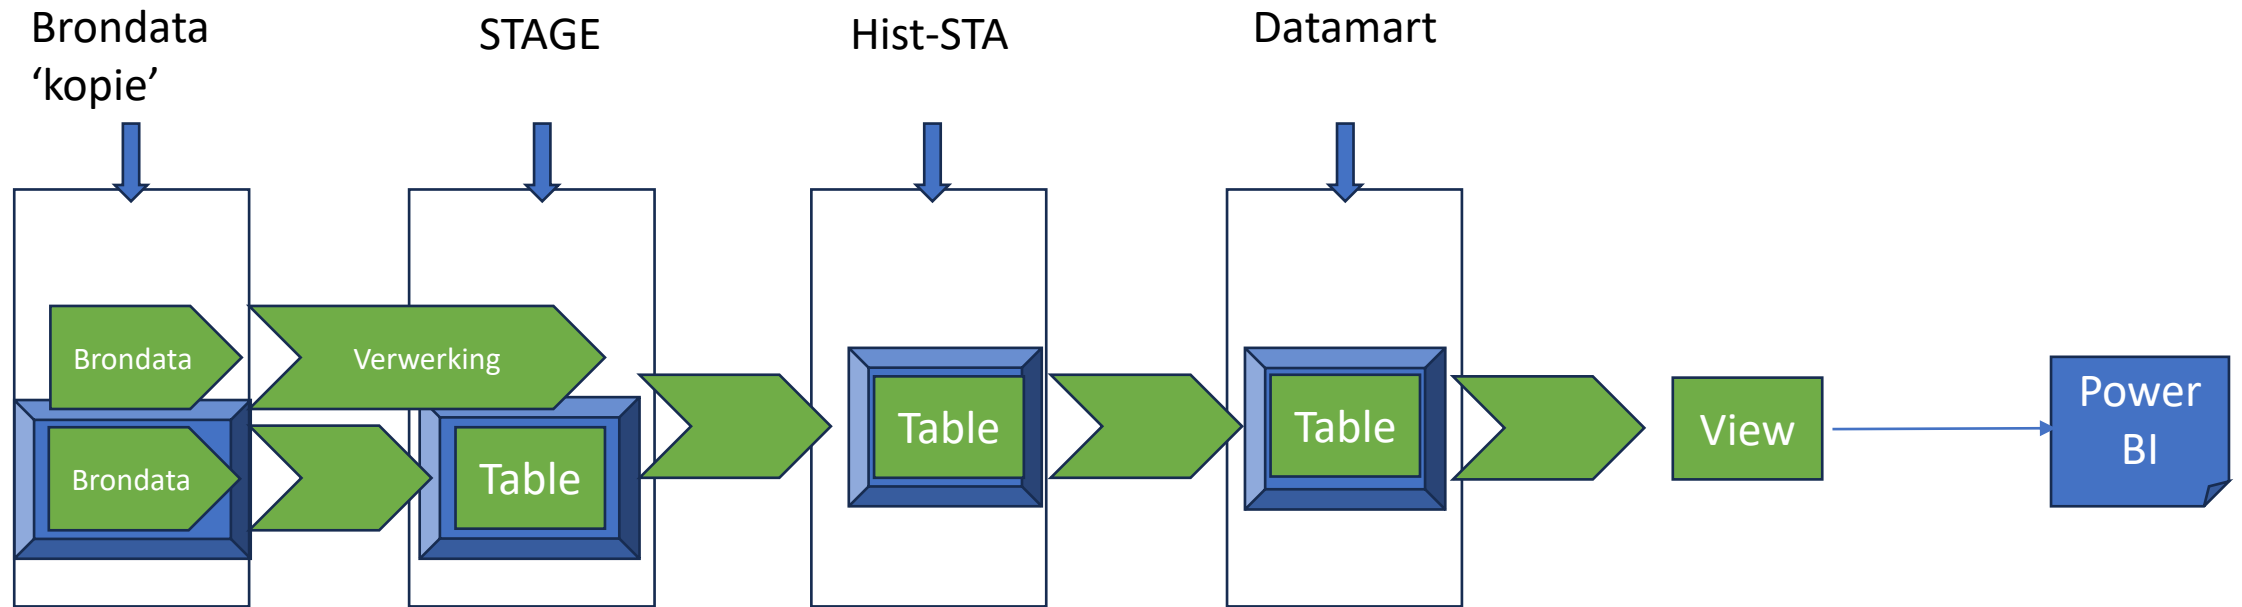 Brondata
‘kopie’
STAGE
Hist-STA
Datamart
Brondata
Verwerking
Brondata
Table
Table
Table
View
Power
BI